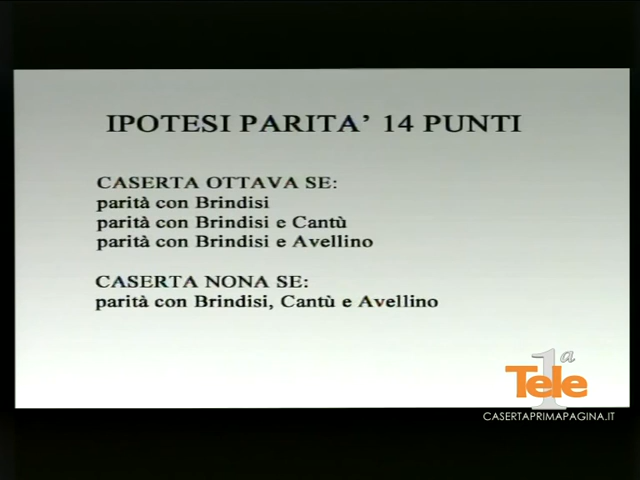 IPOTESI PARITA' 14 PUNTI
CASERTA OTTAVA SE:
parità con Brindisi
parità con Brindisi e Cantù
parità con Brindisi e Avellino
CASERTA NONA SE:
parità con Brindisi, Cantù e Avellino
Tele 1a
CASERTAPRIMAPAGINA.IT